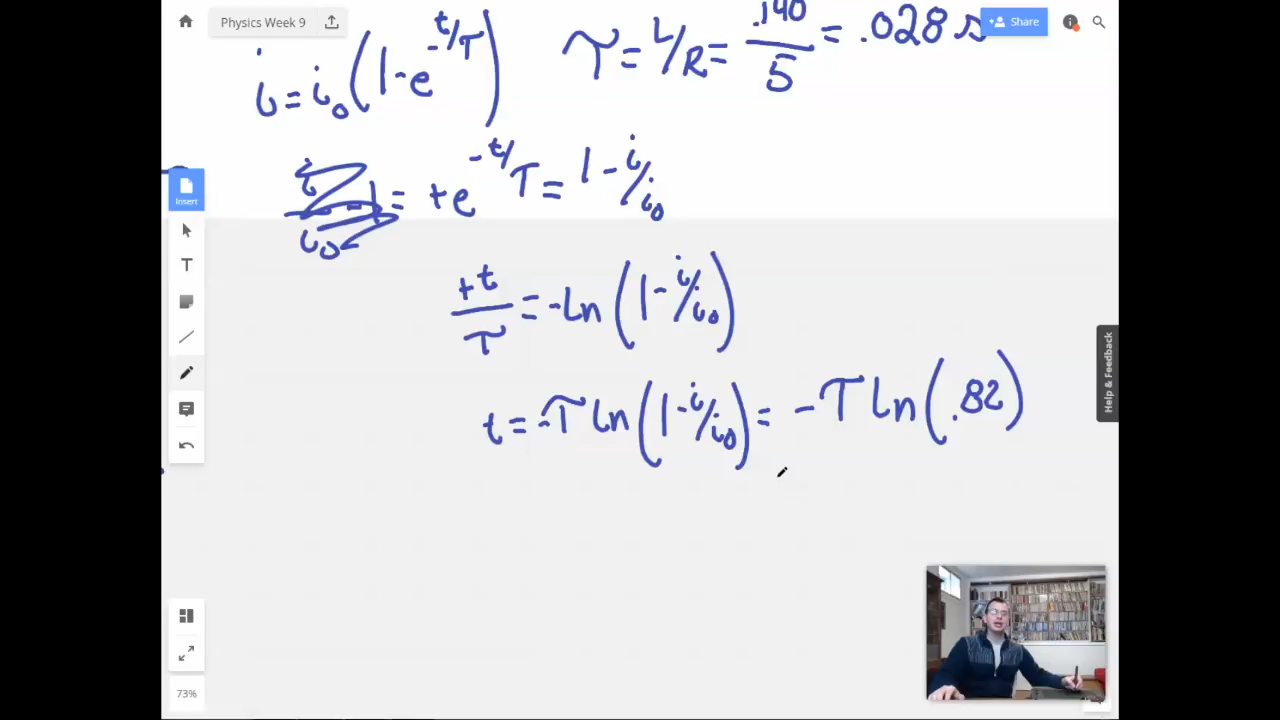 Physics Week 9
Share
i = i₀(1-e^(-t/τ))
τ = L/R = .140/5 = .028 s
+e^(-t/τ) = 1 - i/i₀
+t/τ = -ln(1 - i/i₀)
t = -τ ln(1 - i/i₀) = -τ ln(.82)
Insert
T
Help & Feedback
73%